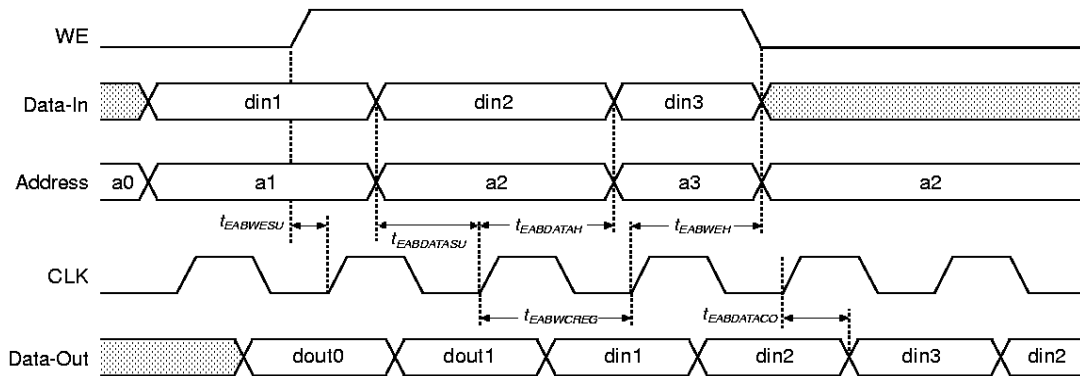 WE
Data-In din1 din2 din3
Address a0 a1 a2 a3 a2
tEABWESU tEABDATASU tEABDATAH tEABWEH
CLK
tEABWCREG tEABDATACO
Data-Out dout0 dout1 din1 din2 din3 din2